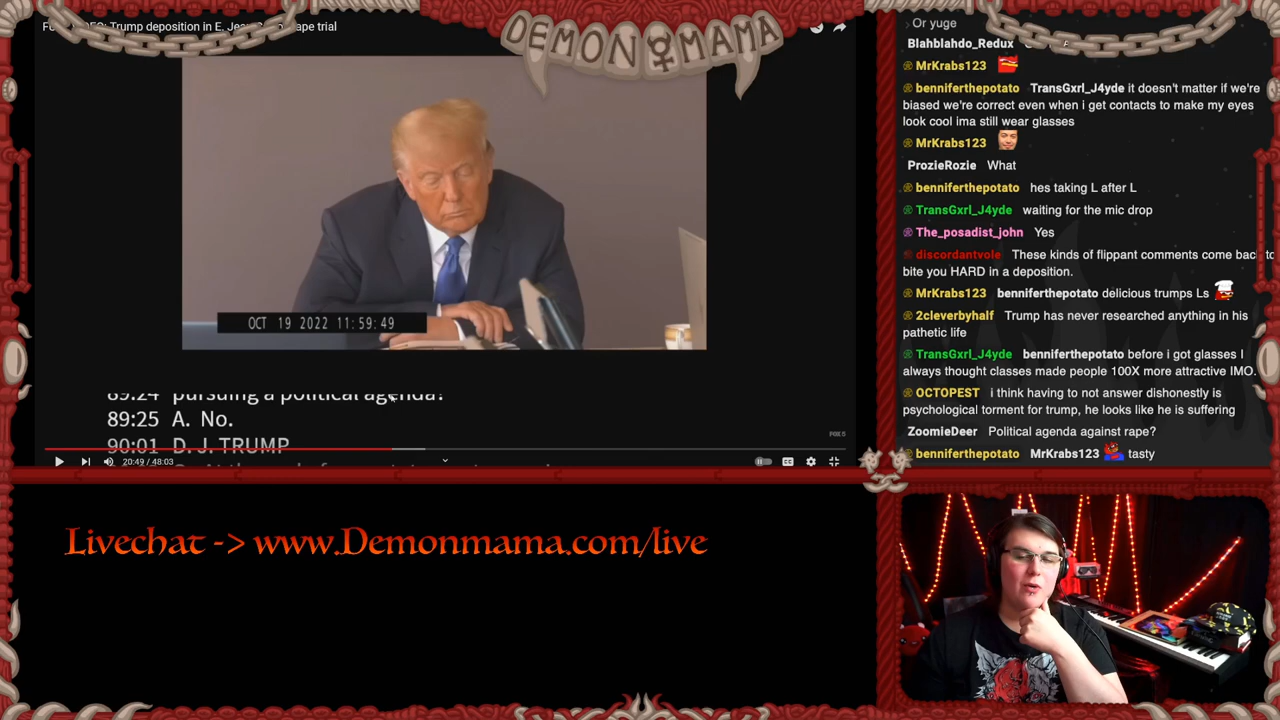 Trump deposition in E. Jea
ape trial
DEMON MAMA
OCT 19 2022 11:59:49
89:24 pursuing a political agenda?
89:25 A. No.
90:01 D. J. TRUMP
FOX 5
20:49 / 48:03
Or yuge
Blahblahdo_Redux
MrKrabs123
benniferthepotato TransGxrl_J4yde it doesn't matter if we're
biased we're correct even when i get contacts to make my eyes
look cool ima still wear glasses
MrKrabs123
ProzieRozie What
benniferthepotato hes taking L after L
TransGxrl_J4yde waiting for the mic drop
The_posadist_john Yes
discordantvole These kinds of flippant comments come back to
bite you HARD in a deposition.
MrKrabs123 benniferthepotato delicious trumps Ls
2cleverbyhalf Trump has never researched anything in his
pathetic life
TransGxrl_J4yde benniferthepotato before i got glasses I
always thought classes made people 100X more attractive IMO.
OCTOPEST i think having to not answer dishonestly is
psychological torment for trump, he looks like he is suffering
ZoomieDeer Political agenda against rape?
benniferthepotato MrKrabs123 tasty
Livechat -> www.Demonmama.com/live